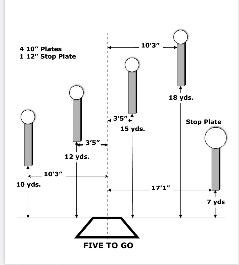 4 10" Plates
1 12" Stop Plate
10'3"
3'5"
15 yds.
18 yds.
Stop Plate
3'5"
12 yds.
10'3"
10 yds.
17'1"
7 yds
FIVE TO GO